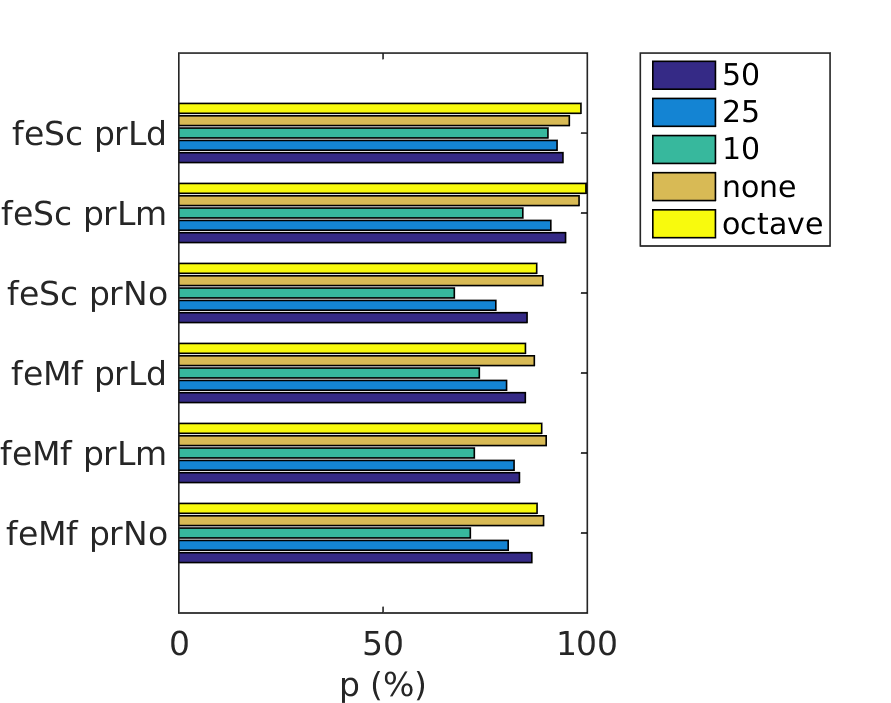 feSc prLd
feSc prLm
feSc prNo
feMf prLd
feMf prLm
feMf prNo
0 50 100
p (%)
50
25
10
none
octave